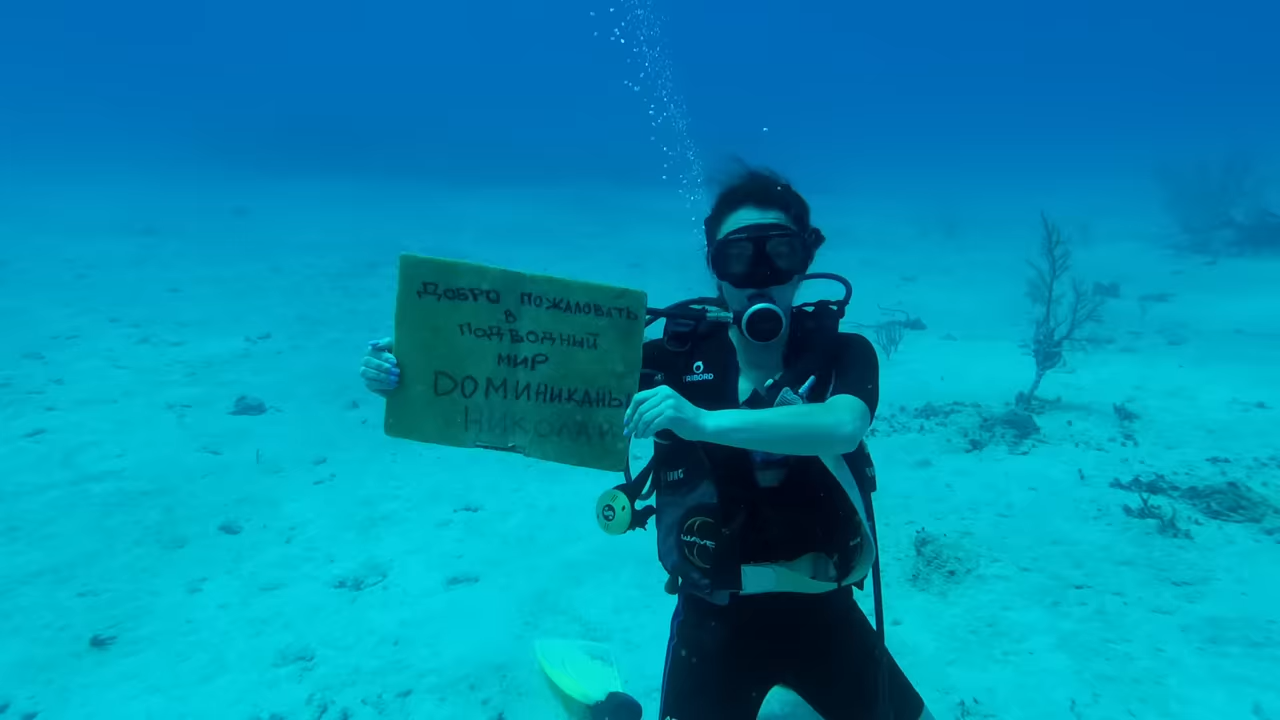 ДОБРО ПОЖАЛОВАТЬ
В
ПОДВОДНЫЙ
МИР
ДОМИНИКАНЫ
НИКОЛАЙ
TRIBORD
WAVE